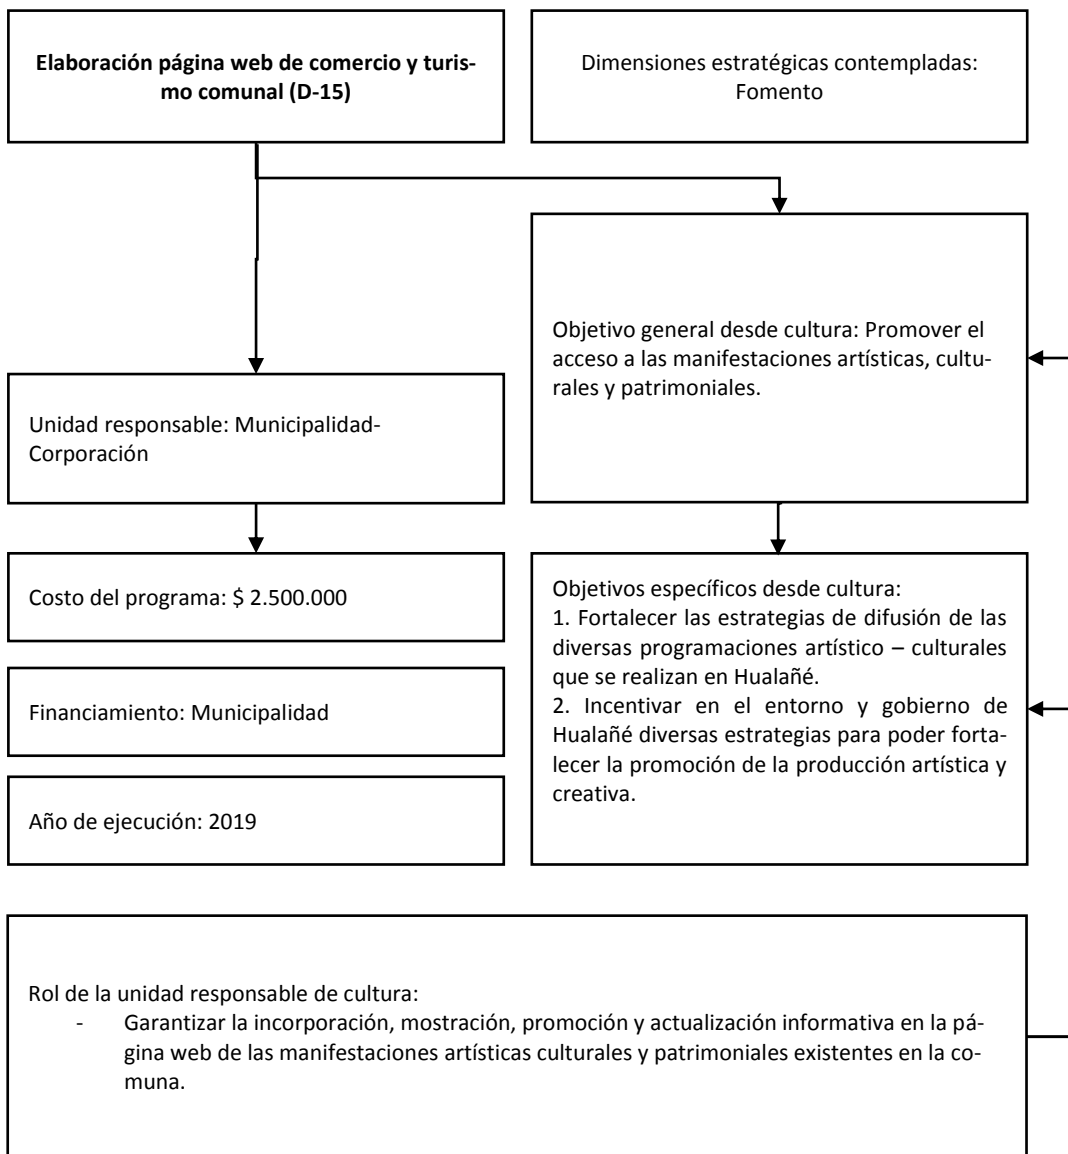 Elaboración página web de comercio y turis-
mo comunal (D-15)
Dimensiones estratégicas contempladas:
Fomento
Objetivo general desde cultura: Promover el
acceso a las manifestaciones artísticas, cultu-
rales y patrimoniales.
Unidad responsable: Municipalidad-
Corporación
Costo del programa: $ 2.500.000
Financiamiento: Municipalidad
Año de ejecución: 2019
Objetivos específicos desde cultura:
1. Fortalecer las estrategias de difusión de las
diversas programaciones artístico – culturales
que se realizan en Hualañé.
2. Incentivar en el entorno y gobierno de
Hualañé diversas estrategias para poder forta-
lecer la promoción de la producción artística y
creativa.
Rol de la unidad responsable de cultura:
- Garantizar la incorporación, mostración, promoción y actualización informativa en la pá-
gina web de las manifestaciones artísticas culturales y patrimoniales existentes en la co-
muna.